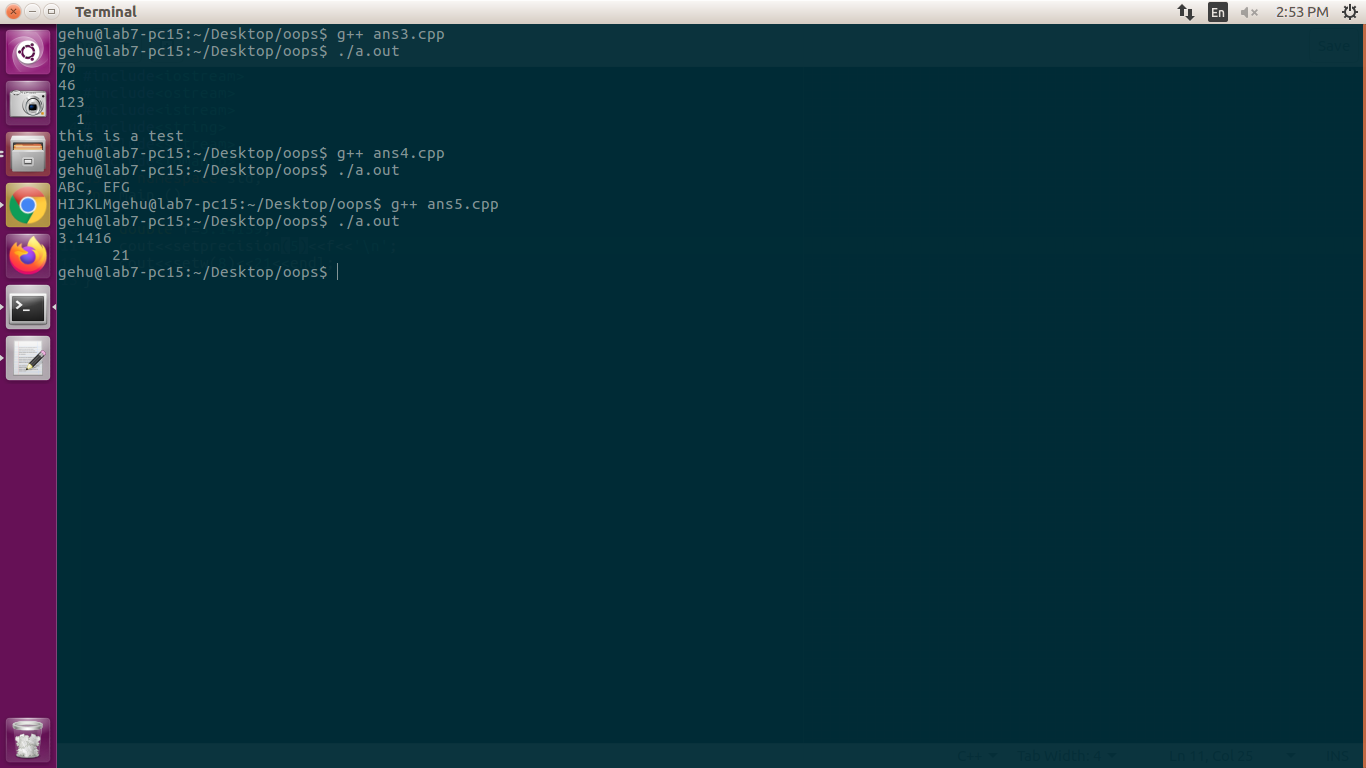 Terminal
En
2:53 PM
gehu@lab7-pc15:~/Desktop/oops$ g++ ans3.cpp
gehu@lab7-pc15:~/Desktop/oops$ ./a.out
70
46
123
  1
this is a test
gehu@lab7-pc15:~/Desktop/oops$ g++ ans4.cpp
gehu@lab7-pc15:~/Desktop/oops$ ./a.out
ABC, EFG
HIJKLMgehu@lab7-pc15:~/Desktop/oops$ g++ ans5.cpp
gehu@lab7-pc15:~/Desktop/oops$ ./a.out
3.1416
      21
gehu@lab7-pc15:~/Desktop/oops$